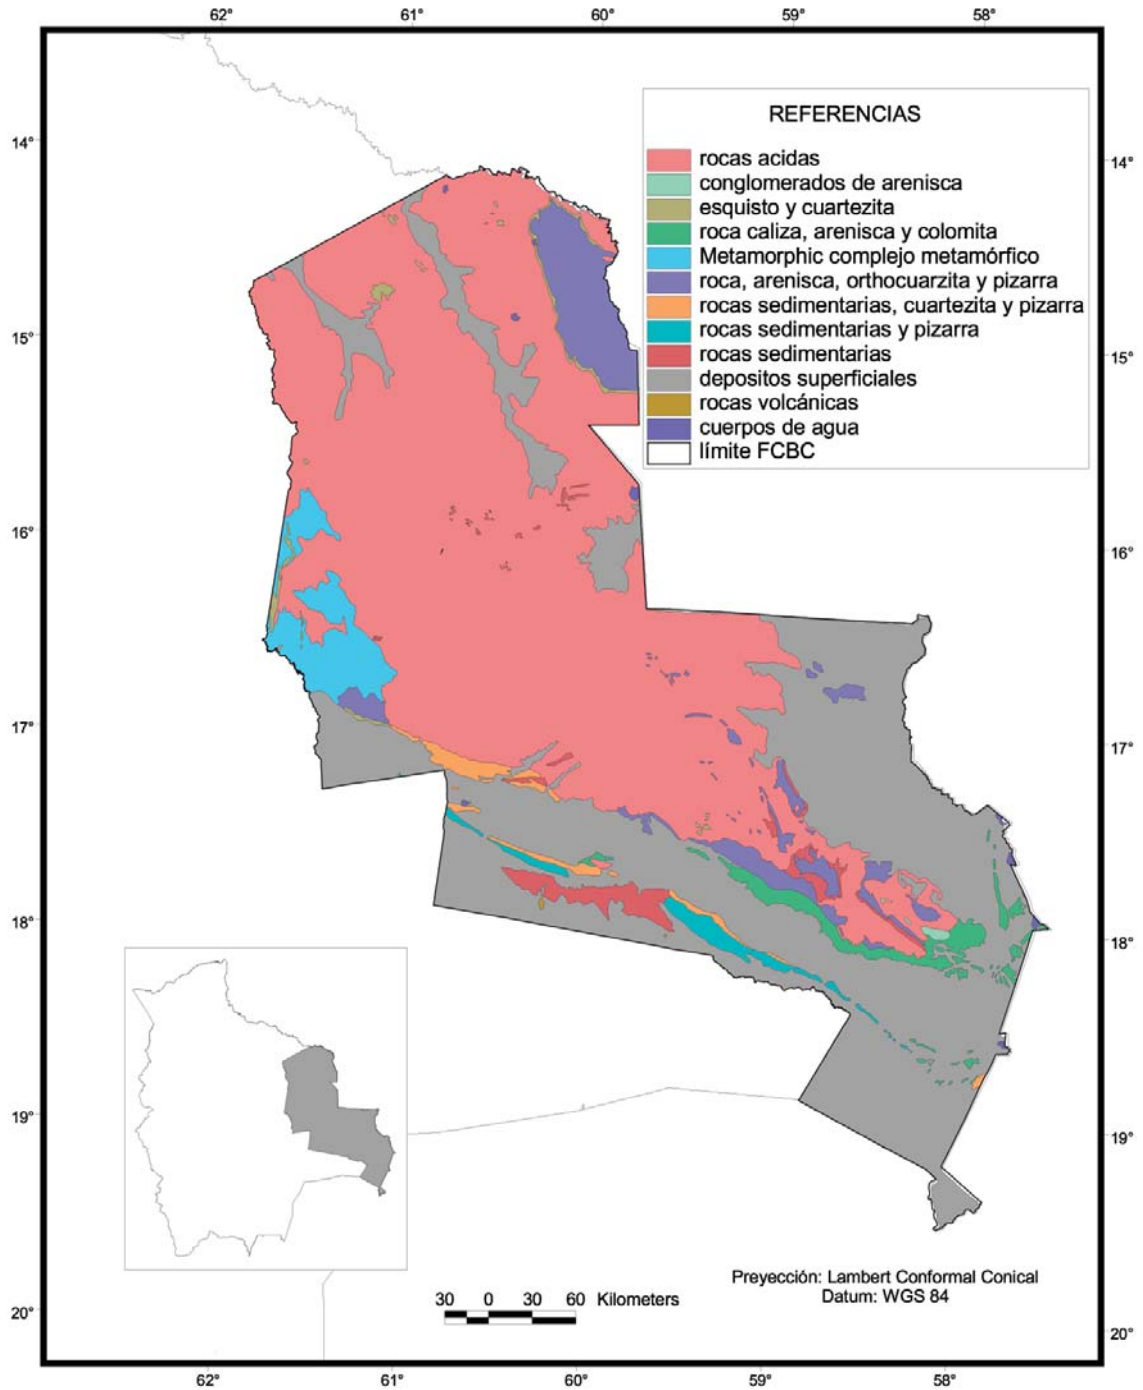 62° 61° 60° 59° 58°
REFERENCIAS
14° 14°
rocas acidas
conglomerados de arenisca
esquisto y cuartezita
roca caliza, arenisca y colomita
Metamorphic complejo metamórfico
roca, arenisca, orthocuarzita y pizarra
rocas sedimentarias, cuartezita y pizarra
rocas sedimentarias y pizarra
15° 15°
rocas sedimentarias
depositos superficiales
rocas volcánicas
cuerpos de agua
límite FCBC
16° 16°
17° 17°
18° 18°
19° 19°
Preyección: Lambert Conformal Conical
Datum: WGS 84
30 0 30 60 Kilometers
20° 20°
62° 61° 60° 59° 58°